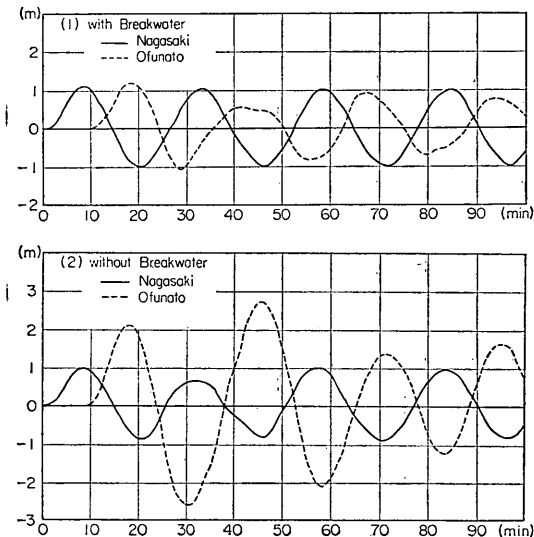 (m)
(1) with Breakwater
Nagasaki
Ofunato
2
1
0
-1
-2
0 10 20 30 40 50 60 70 80 90 (min)
(m)
(2) without Breakwater
Nagasaki
Ofunato
3
2
1
0
-1
-2
-3
0 10 20 30 40 50 60 70 80 90 (min)